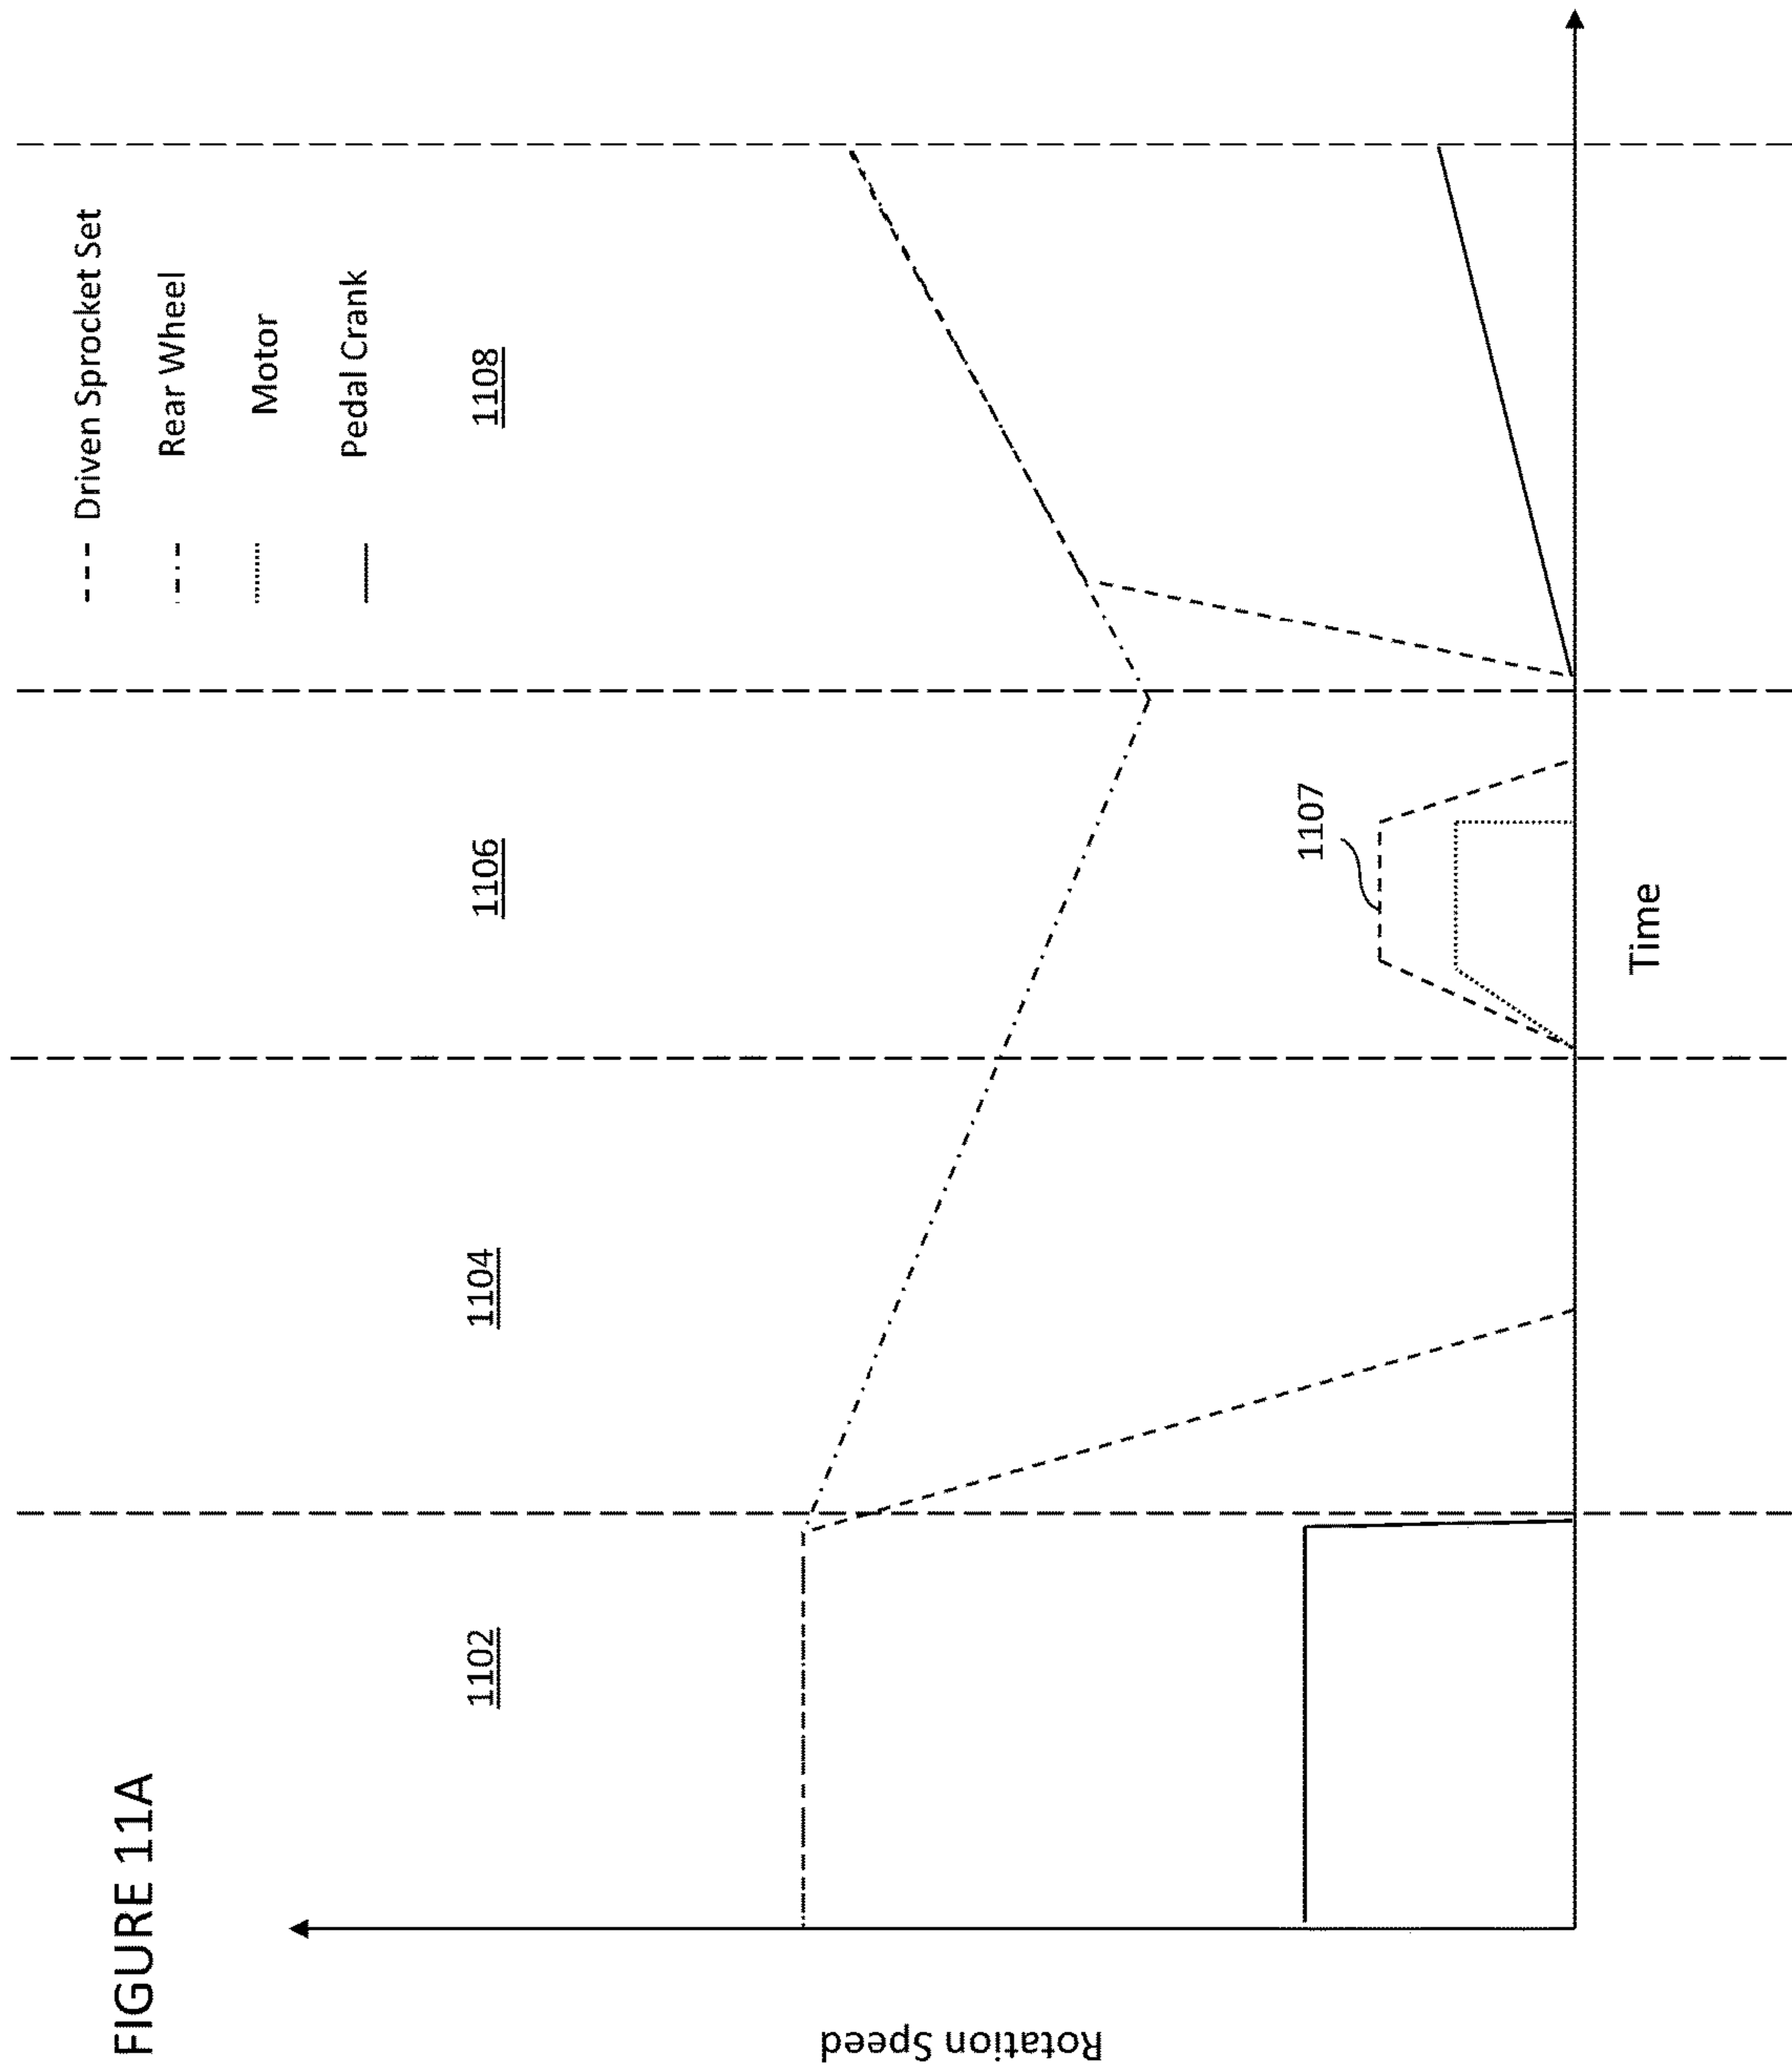 FIGURE 11A
Driven Sprocket Set
Rear Wheel
Motor
Pedal Crank
1102
1104
1106
1108
1107
Rotation Speed
Time